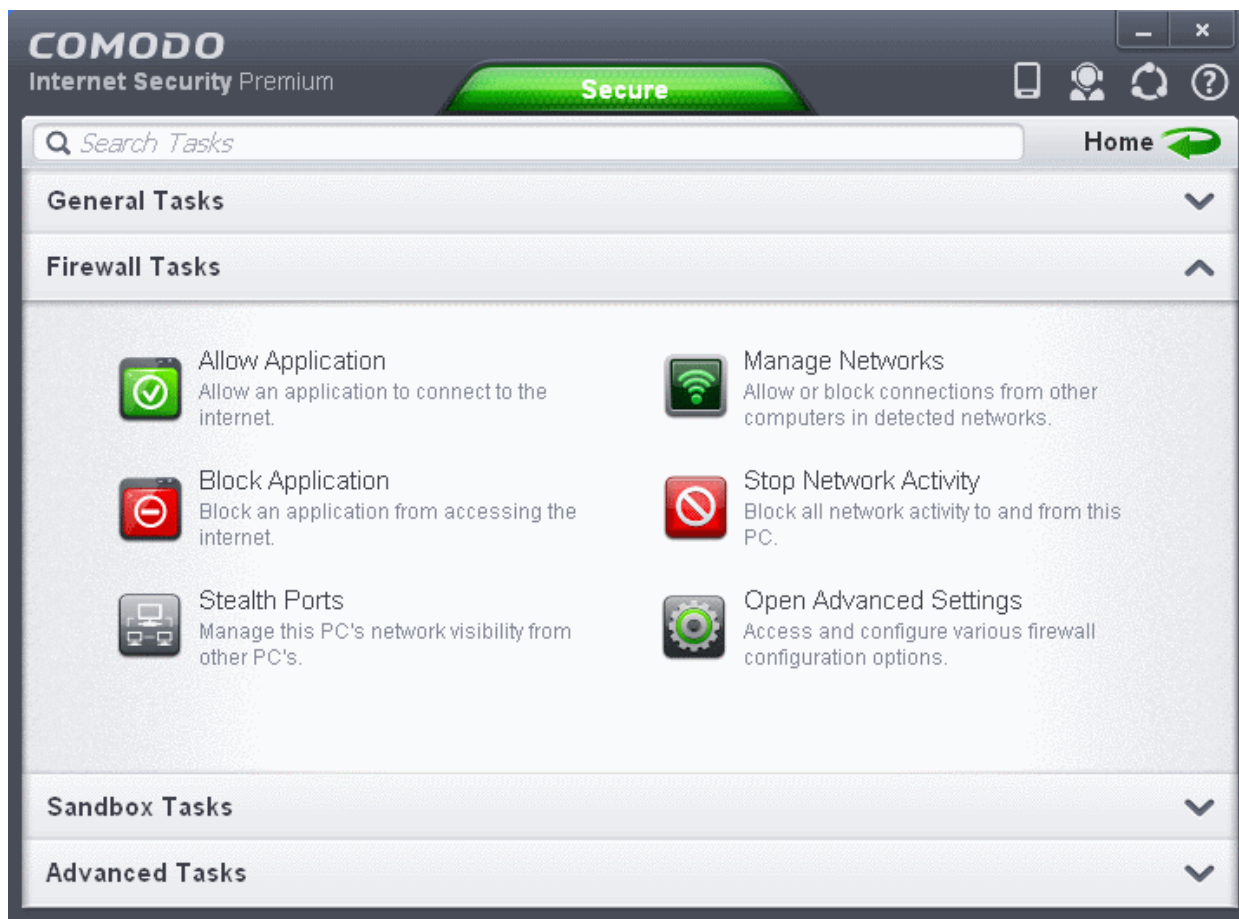 COMODO
Internet Security Premium
Secure
Search Tasks
Home
General Tasks
Firewall Tasks
Allow Application
Allow an application to connect to the
internet.
Manage Networks
Allow or block connections from other
computers in detected networks.
Block Application
Block an application from accessing the
internet.
Stop Network Activity
Block all network activity to and from this
PC.
Stealth Ports
Manage this PC's network visibility from
other PC's.
Open Advanced Settings
Access and configure various firewall
configuration options.
Sandbox Tasks
Advanced Tasks